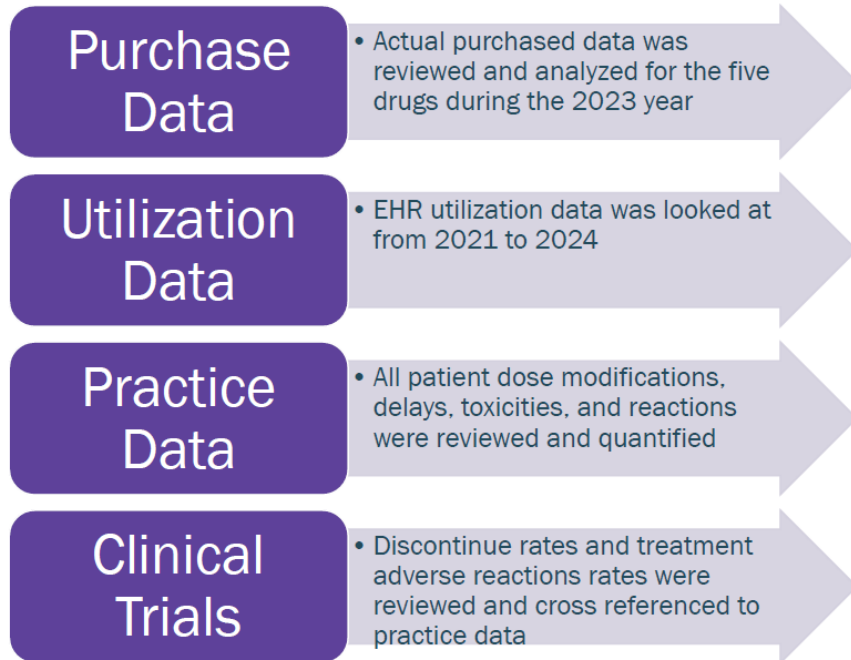 Purchase
Data
• Actual purchased data was
reviewed and analyzed for the five
drugs during the 2023 year
Utilization
Data
• EHR utilization data was looked at
from 2021 to 2024
Practice
Data
• All patient dose modifications,
delays, toxicities, and reactions
were reviewed and quantified
Clinical
Trials
• Discontinue rates and treatment
adverse reactions rates were
reviewed and cross referenced to
practice data